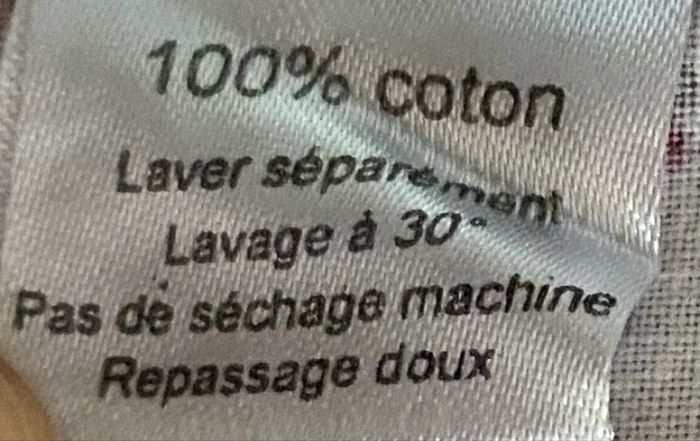 100% coton
Laver séparement
Lavage à 30°
Pas de séchage machine
Repassage doux